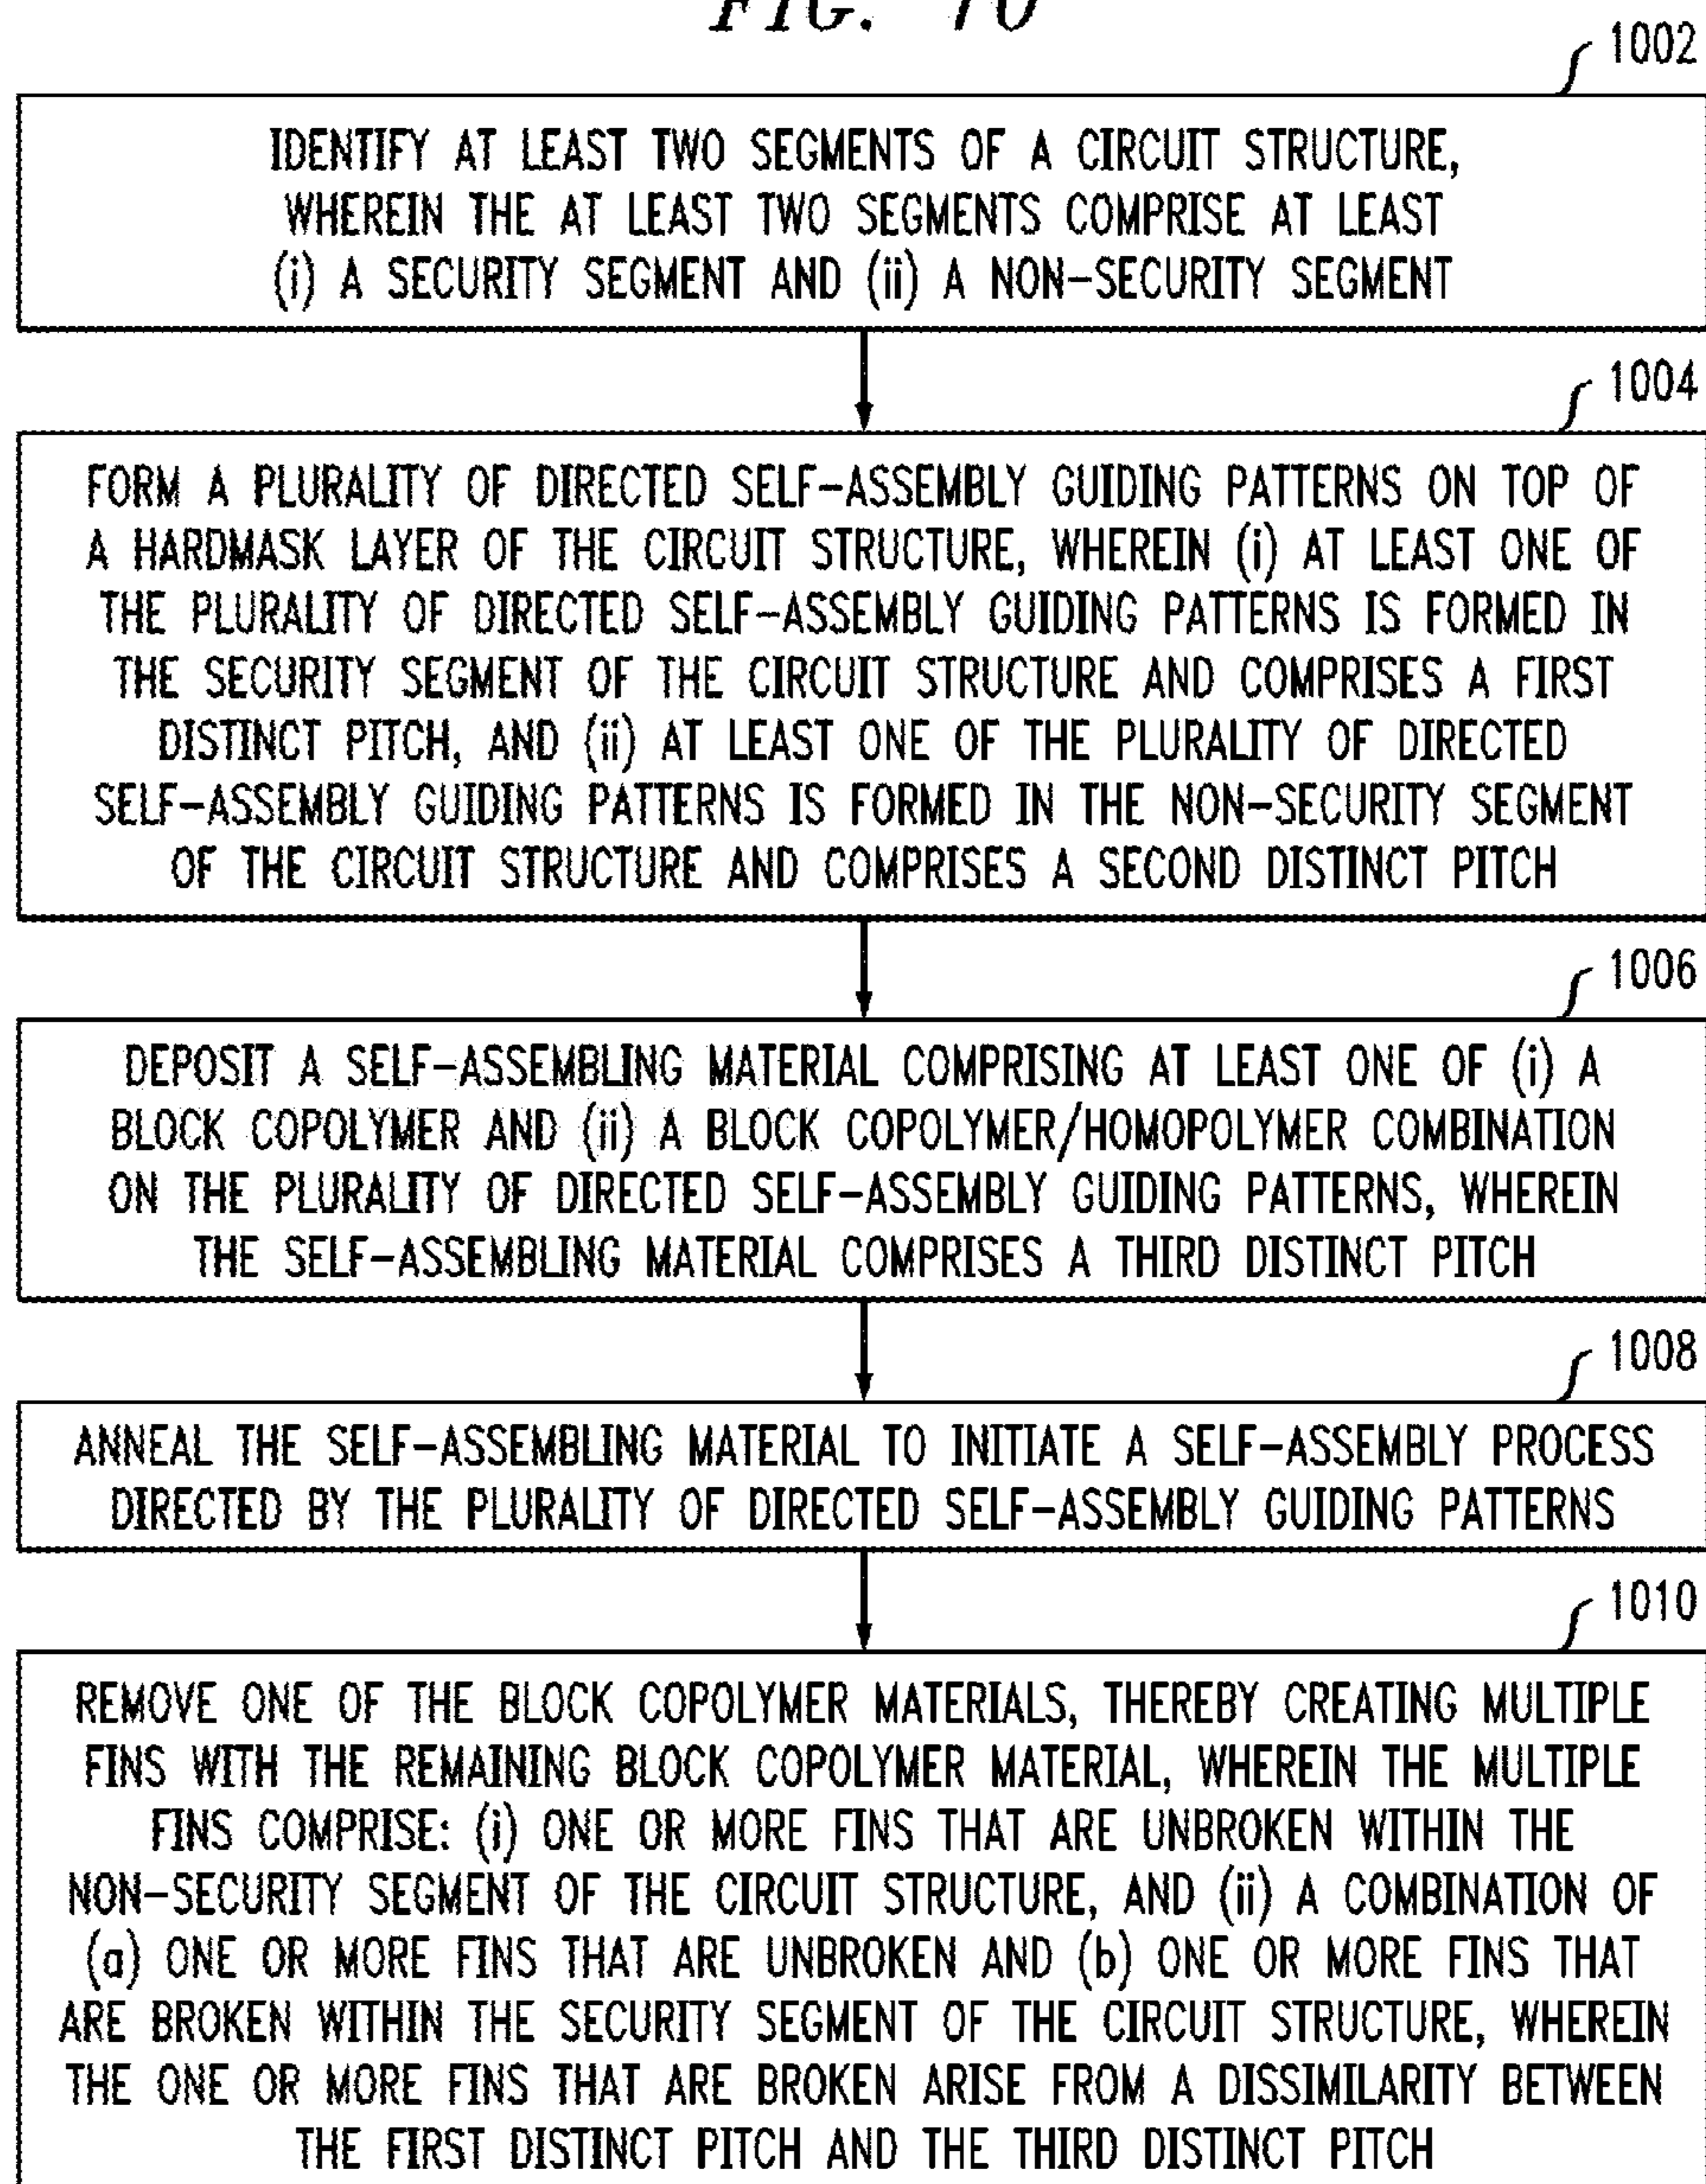 FIG. 10
1002
IDENTIFY AT LEAST TWO SEGMENTS OF A CIRCUIT STRUCTURE,
WHEREIN THE AT LEAST TWO SEGMENTS COMPRISE AT LEAST
(i) A SECURITY SEGMENT AND (ii) A NON-SECURITY SEGMENT
1004
FORM A PLURALITY OF DIRECTED SELF-ASSEMBLY GUIDING PATTERNS ON TOP OF
A HARDMASK LAYER OF THE CIRCUIT STRUCTURE, WHEREIN (i) AT LEAST ONE OF
THE PLURALITY OF DIRECTED SELF-ASSEMBLY GUIDING PATTERNS IS FORMED IN
THE SECURITY SEGMENT OF THE CIRCUIT STRUCTURE AND COMPRISES A FIRST
DISTINCT PITCH, AND (ii) AT LEAST ONE OF THE PLURALITY OF DIRECTED
SELF-ASSEMBLY GUIDING PATTERNS IS FORMED IN THE NON-SECURITY SEGMENT
OF THE CIRCUIT STRUCTURE AND COMPRISES A SECOND DISTINCT PITCH
1006
DEPOSIT A SELF-ASSEMBLING MATERIAL COMPRISING AT LEAST ONE OF (i) A
BLOCK COPOLYMER AND (ii) A BLOCK COPOLYMER/HOMOPOLYMER COMBINATION
ON THE PLURALITY OF DIRECTED SELF-ASSEMBLY GUIDING PATTERNS, WHEREIN
THE SELF-ASSEMBLING MATERIAL COMPRISES A THIRD DISTINCT PITCH
1008
ANNEAL THE SELF-ASSEMBLING MATERIAL TO INITIATE A SELF-ASSEMBLY PROCESS
DIRECTED BY THE PLURALITY OF DIRECTED SELF-ASSEMBLY GUIDING PATTERNS
1010
REMOVE ONE OF THE BLOCK COPOLYMER MATERIALS, THEREBY CREATING MULTIPLE
FINS WITH THE REMAINING BLOCK COPOLYMER MATERIAL, WHEREIN THE MULTIPLE
FINS COMPRISE: (i) ONE OR MORE FINS THAT ARE UNBROKEN WITHIN THE
NON-SECURITY SEGMENT OF THE CIRCUIT STRUCTURE, AND (ii) A COMBINATION OF
(a) ONE OR MORE FINS THAT ARE UNBROKEN AND (b) ONE OR MORE FINS THAT
ARE BROKEN WITHIN THE SECURITY SEGMENT OF THE CIRCUIT STRUCTURE, WHEREIN
THE ONE OR MORE FINS THAT ARE BROKEN ARISE FROM A DISSIMILARITY BETWEEN
THE FIRST DISTINCT PITCH AND THE THIRD DISTINCT PITCH